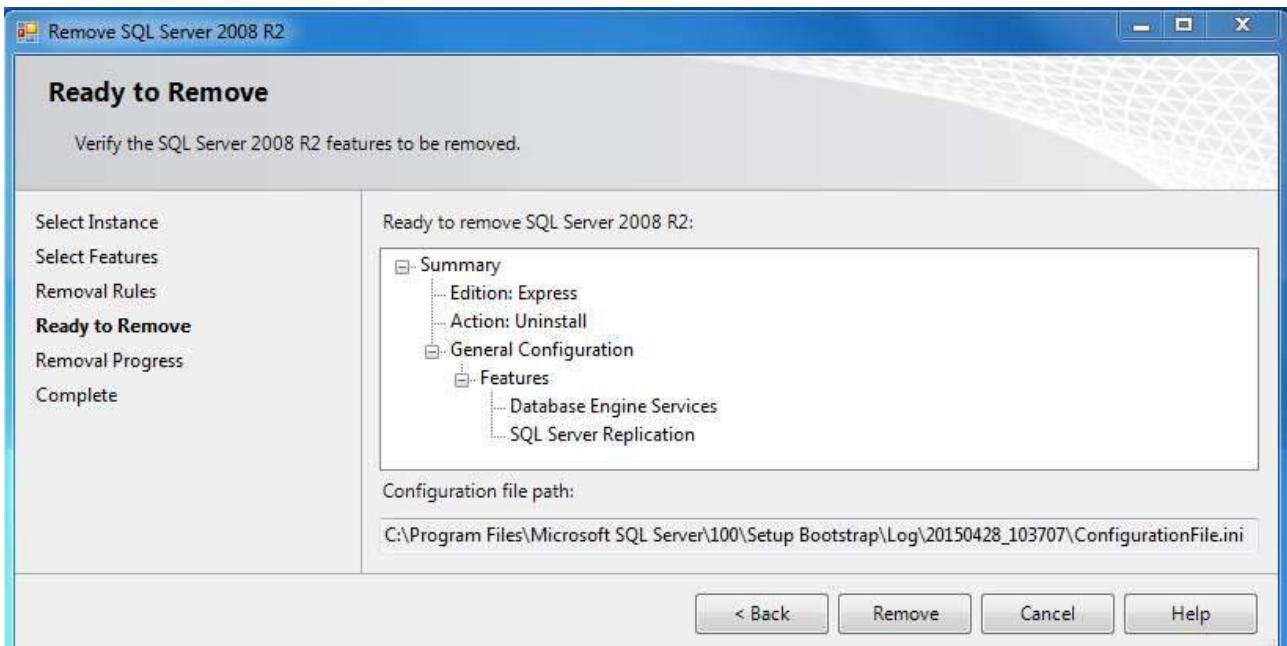 Remove SQL Server 2008 R2
Ready to Remove
Verify the SQL Server 2008 R2 features to be removed.
Select Instance
Select Features
Removal Rules
Ready to Remove
Removal Progress
Complete
Ready to remove SQL Server 2008 R2:
Summary
Edition: Express
Action: Uninstall
General Configuration
Features
Database Engine Services
SQL Server Replication
Configuration file path:
C:\Program Files\Microsoft SQL Server\100\Setup Bootstrap\Log\20150428_103707\ConfigurationFile.ini
< Back
Remove
Cancel
Help